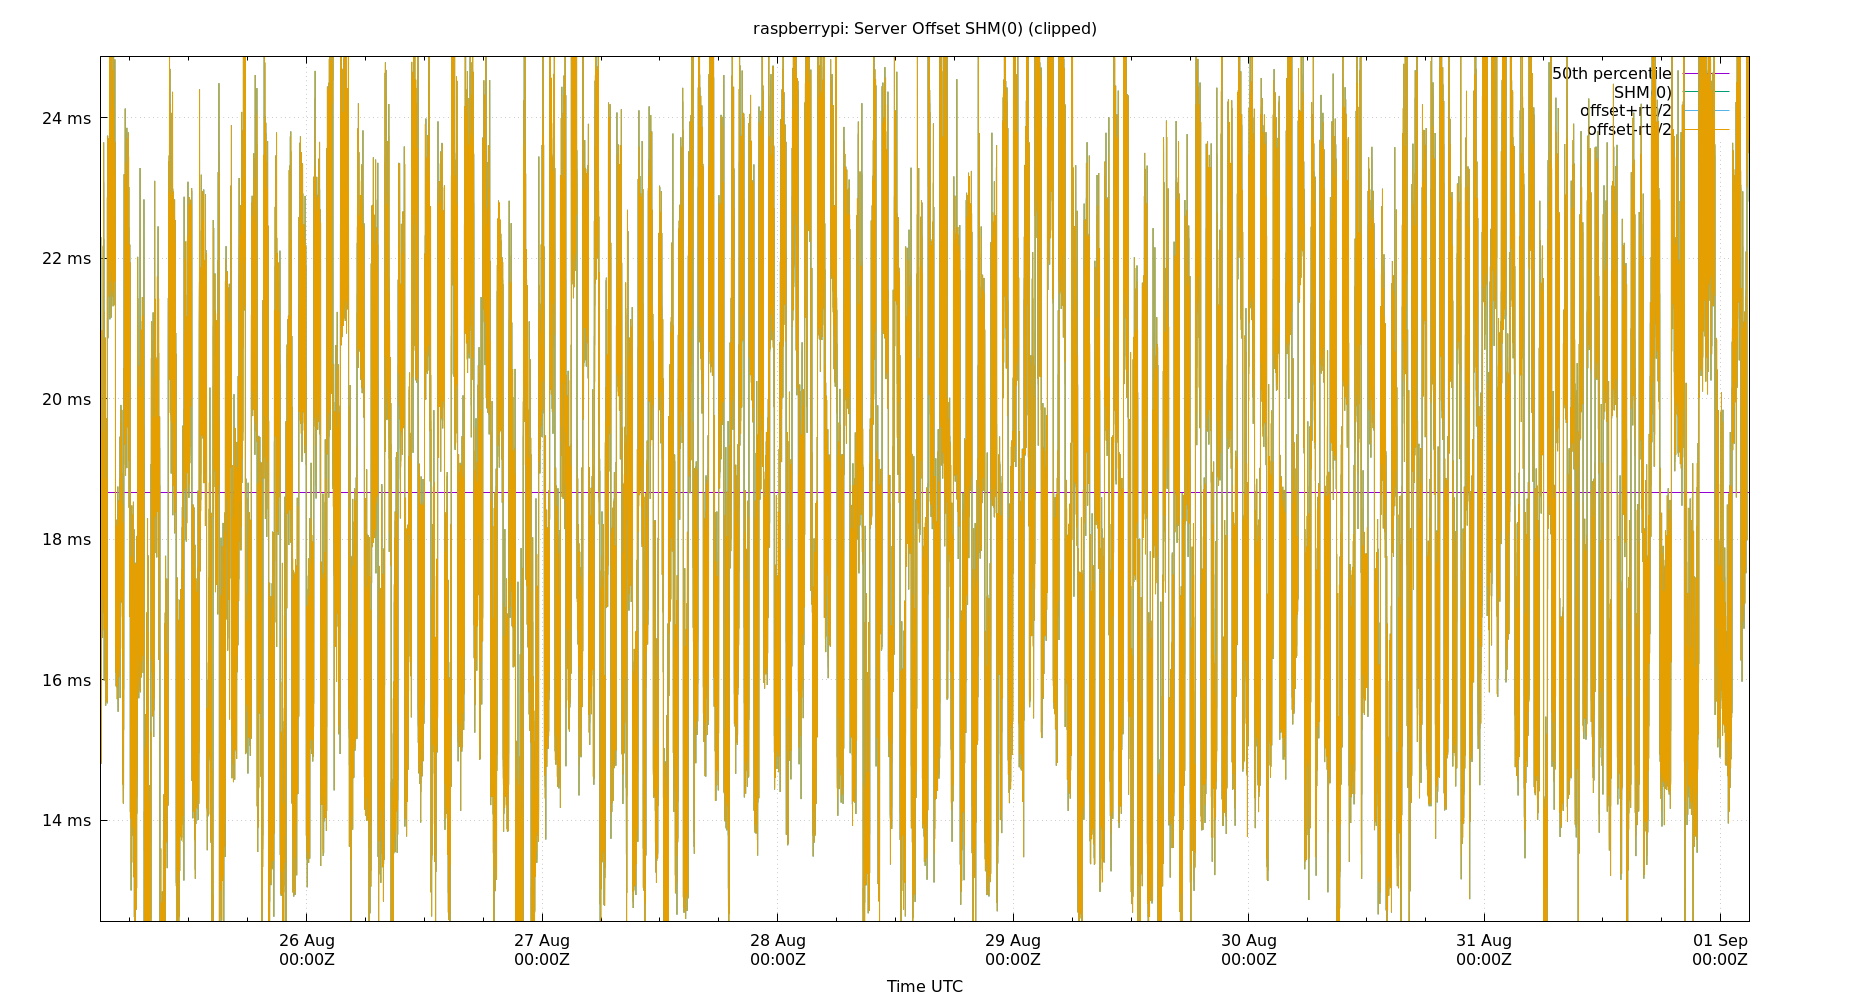 raspberrypi: Server Offset SHM(0) (clipped)
50th percentile
SHM(0)
offset+rtt/2
offset-rtt/2
24 ms
22 ms
20 ms
18 ms
16 ms
14 ms
26 Aug 27 Aug 28 Aug 29 Aug 30 Aug 31 Aug 01 Sep
00:00Z 00:00Z 00:00Z 00:00Z 00:00Z 00:00Z 00:00Z
Time UTC